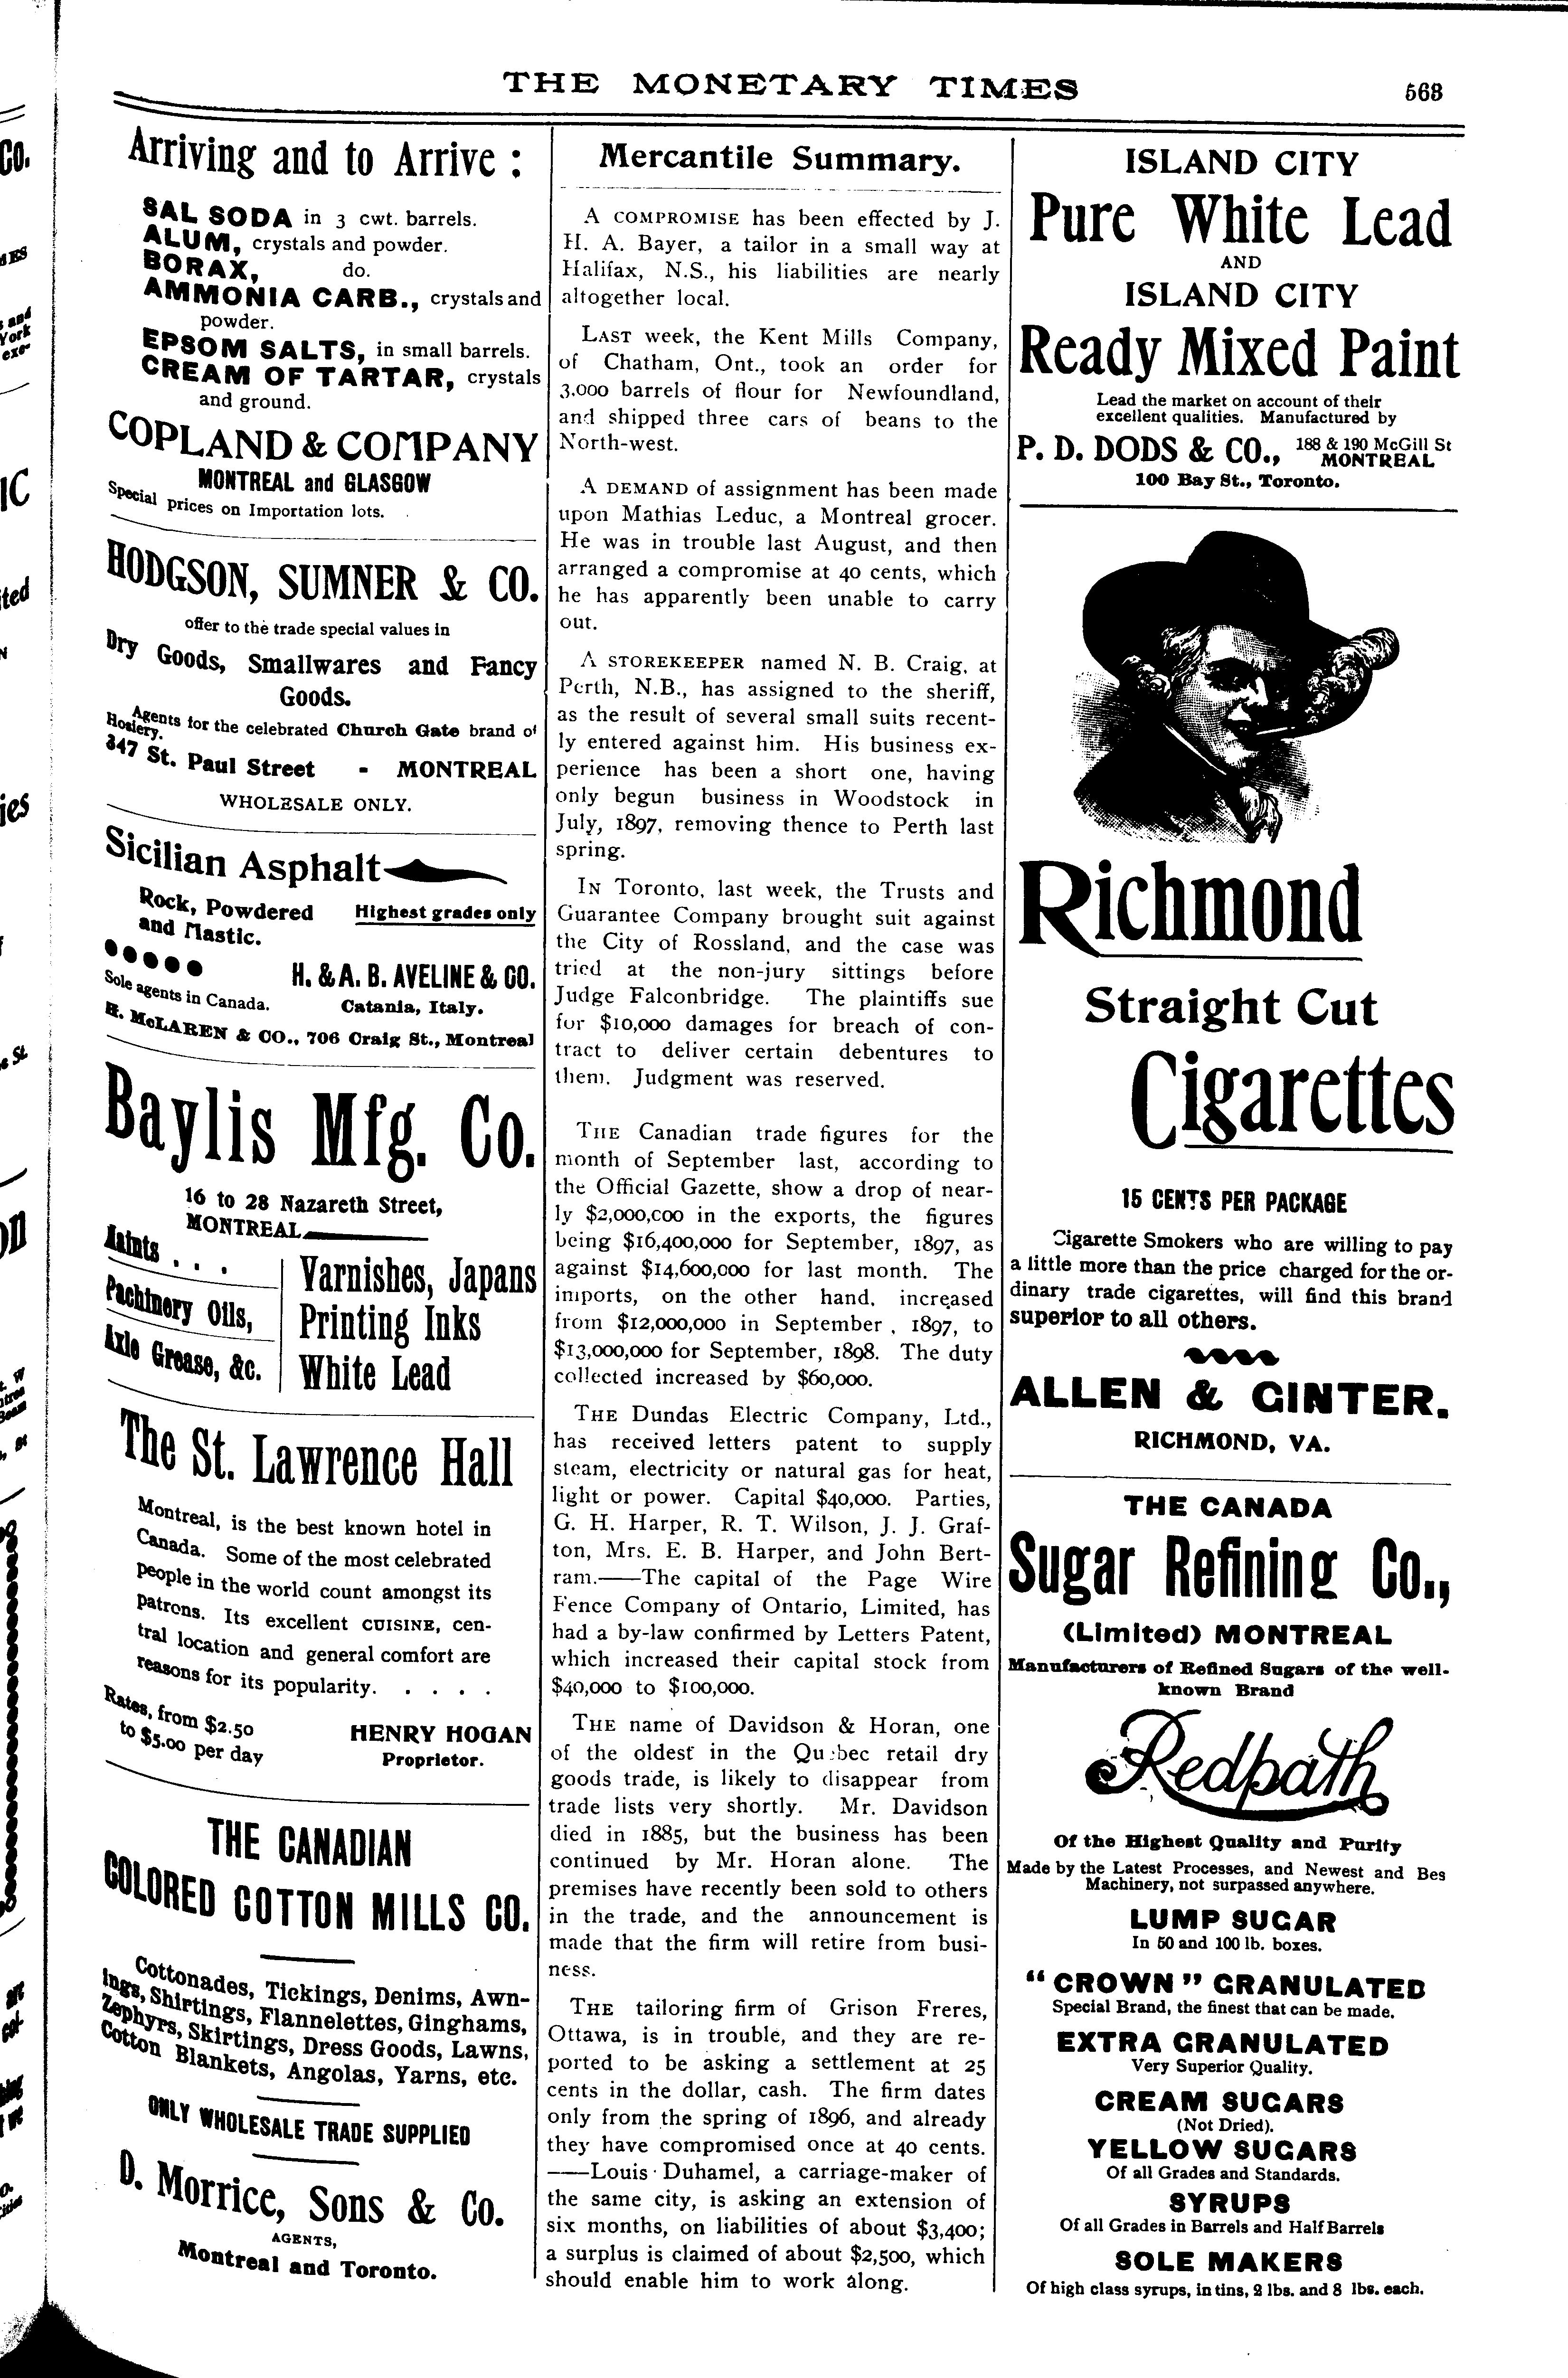 THE MONETARY TIMES
563
Arriving and to Arrive :
SAL SODA in 3 cwt. barrels.
ALUM, crystals and powder.
BORAX, do.
AMMONIA CARB., crystals and
powder.
EPSOM SALTS, in small barrels.
CREAM OF TARTAR, crystals
and ground.
COPLAND & COMPANY
MONTREAL and GLASGOW
Special prices on Importation lots.
HODGSON, SUMNER & CO.
offer to the trade special values in
Dry Goods, Smallwares and Fancy
Goods.
Agents for the celebrated Church Gate brand of
Hosiery.
347 St. Paul Street - MONTREAL
WHOLESALE ONLY.
Sicilian Asphalt
Rock, Powdered
and Mastic.
Highest grades only
H. & A. B. AVELINE & CO.
Sole agents in Canada.
Catania, Italy.
H. McLAREN & CO., 706 Craig St., Montreal
Baylis Mfg. Co.
16 to 28 Nazareth Street,
MONTREAL
Paints . . .
Machinery Oils,
Axle Grease, &c.
Varnishes, Japans
Printing Inks
White Lead
The St. Lawrence Hall
Montreal, is the best known hotel in
Canada. Some of the most celebrated
people in the world count amongst its
patrons. Its excellent CUISINE, cen-
tral location and general comfort are
reasons for its popularity. . . . .
Rates, from $2.50
to $5.00 per day
HENRY HOGAN
Proprietor.
THE CANADIAN
COLORED COTTON MILLS CO.
Cottonades, Tickings, Denims, Awn-
ings, Shirtings, Flannelettes, Ginghams,
Zephyrs, Skirtings, Dress Goods, Lawns,
Cotton Blankets, Angolas, Yarns, etc.
ONLY WHOLESALE TRADE SUPPLIED
D. Morrice, Sons & Co.
AGENTS,
Montreal and Toronto.
Mercantile Summary.
A COMPROMISE has been effected by J.
H. A. Bayer, a tailor in a small way at
Halifax, N.S., his liabilities are nearly
altogether local.
LAST week, the Kent Mills Company,
of Chatham, Ont., took an order for
3,000 barrels of flour for Newfoundland,
and shipped three cars of beans to the
North-west.
A DEMAND of assignment has been made
upon Mathias Leduc, a Montreal grocer.
He was in trouble last August, and then
arranged a compromise at 40 cents, which
he has apparently been unable to carry
out.
A STOREKEEPER named N. B. Craig, at
Perth, N.B., has assigned to the sheriff,
as the result of several small suits recent-
ly entered against him. His business ex-
perience has been a short one, having
only begun business in Woodstock in
July, 1897, removing thence to Perth last
spring.
IN Toronto, last week, the Trusts and
Guarantee Company brought suit against
the City of Rossland, and the case was
tried at the non-jury sittings before
Judge Falconbridge. The plaintiffs sue
for $10,000 damages for breach of con-
tract to deliver certain debentures to
them. Judgment was reserved.
THE Canadian trade figures for the
month of September last, according to
the Official Gazette, show a drop of near-
ly $2,000,000 in the exports, the figures
being $16,400,000 for September, 1897, as
against $14,600,000 for last month. The
imports, on the other hand, increased
from $12,000,000 in September , 1897, to
$13,000,000 for September, 1898. The duty
collected increased by $60,000.
THE Dundas Electric Company, Ltd.,
has received letters patent to supply
steam, electricity or natural gas for heat,
light or power. Capital $40,000. Parties,
G. H. Harper, R. T. Wilson, J. J. Graf-
ton, Mrs. E. B. Harper, and John Bert-
ram.——The capital of the Page Wire
Fence Company of Ontario, Limited, has
had a by-law confirmed by Letters Patent,
which increased their capital stock from
$40,000 to $100,000.
THE name of Davidson & Horan, one
of the oldest in the Quebec retail dry
goods trade, is likely to disappear from
trade lists very shortly. Mr. Davidson
died in 1885, but the business has been
continued by Mr. Horan alone. The
premises have recently been sold to others
in the trade, and the announcement is
made that the firm will retire from busi-
ness.
THE tailoring firm of Grison Freres,
Ottawa, is in trouble, and they are re-
ported to be asking a settlement at 25
cents in the dollar, cash. The firm dates
only from the spring of 1896, and already
they have compromised once at 40 cents.
——Louis Duhamel, a carriage-maker of
the same city, is asking an extension of
six months, on liabilities of about $3,400;
a surplus is claimed of about $2,500, which
should enable him to work along.
ISLAND CITY
Pure White Lead
AND
ISLAND CITY
Ready Mixed Paint
Lead the market on account of their
excellent qualities. Manufactured by
P. D. DODS & CO., 188 & 190 McGill St
MONTREAL
100 Bay St., Toronto.
Richmond
Straight Cut
Cigarettes
15 CENTS PER PACKAGE
Cigarette Smokers who are willing to pay
a little more than the price charged for the or-
dinary trade cigarettes, will find this brand
superior to all others.
ALLEN & GINTER.
RICHMOND, VA.
THE CANADA
Sugar Refining Co.,
(Limited) MONTREAL
Manufacturers of Refined Sugars of the well-
known Brand
Redpath
Of the Highest Quality and Purity
Made by the Latest Processes, and Newest and Bes
Machinery, not surpassed anywhere.
LUMP SUGAR
In 50 and 100 lb. boxes.
"CROWN" GRANULATED
Special Brand, the finest that can be made.
EXTRA GRANULATED
Very Superior Quality.
CREAM SUGARS
(Not Dried).
YELLOW SUGARS
Of all Grades and Standards.
SYRUPS
Of all Grades in Barrels and Half Barrels
SOLE MAKERS
Of high class syrups, in tins, 2 lbs. and 8 lbs. each.